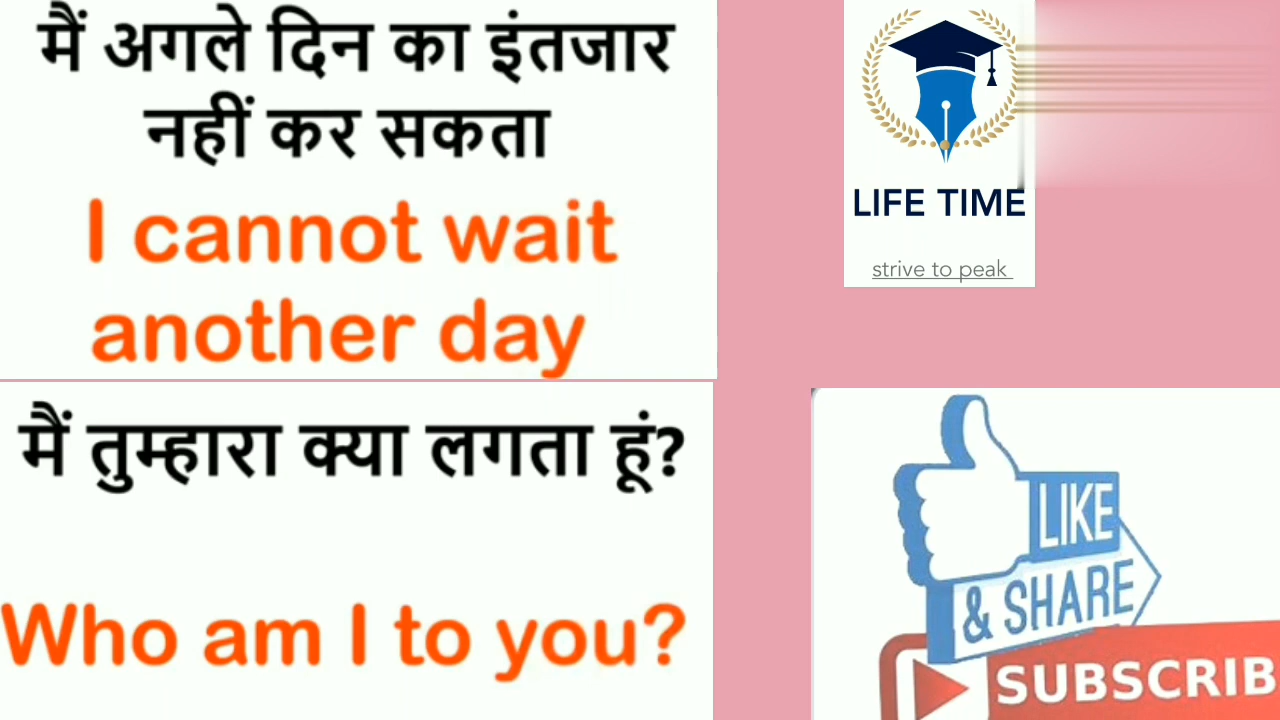 मैं अगले दिन का इंतजार
नहीं कर सकता
I cannot wait
another day
मैं तुम्हारा क्या लगता हूं?
Who am I to you?
LIFE TIME
strive to peak
LIKE
& SHARE
SUBSCRIB